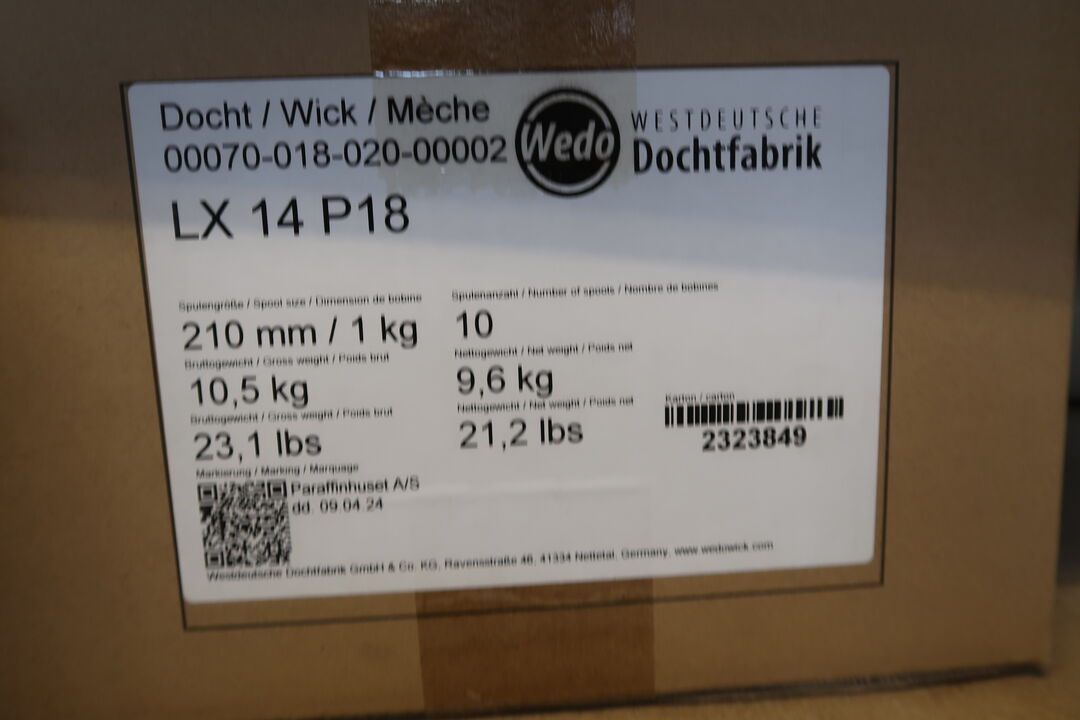 Docht / Wick / Mèche
00070-018-020-00002
Wedo
WESTDEUTSCHE
Dochtfabrik
LX 14 P18
Spulengröße / Spool size / Dimension de bobine
210 mm / 1 kg
Spulenanzahl / Number of spools / Nombre de bobines
10
Bruttogewicht / Gross weight / Poids brut
10,5 kg
Nettogewicht / Net weight / Poids net
9,6 kg
Bruttogewicht / Gross weight / Poids brut
23,1 lbs
Nettogewicht / Net weight / Poids net
21,2 lbs
Karton / carton
2323849
Markierung / Marking / Marquage
Paraffinhuset A/S
dd. 09.04.24
Westdeutsche Dochtfabrik GmbH & Co. KG, Ravensstraße 46, 41334 Nettetal, Germany, www.wedowick.com